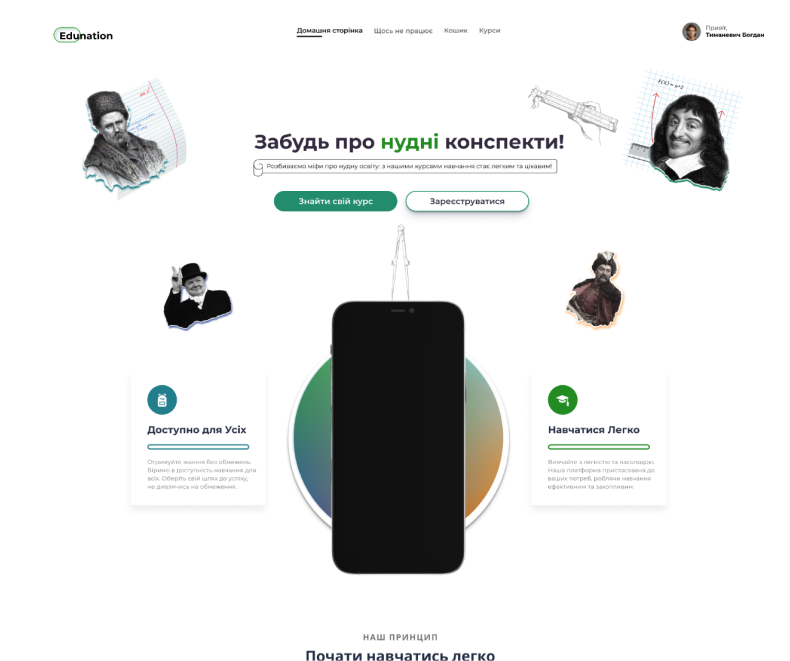 Edunation
Домашня сторінка
Щось не працює
Кошик
Курси
Привіт,
Тиманевич Богдан
F(x) =
Забудь про нудні конспекти!
Розбиваємо міфи про нудну освіту: з нашими курсами навчання стає легким та цікавим!
Знайти свій курс
Зареєструватися
Доступно для Усіх
Отримуйте знання без обмежень.
Віримо в доступність навчання для
всіх. Оберіть свій шлях до успіху,
не дивлячись на обмеження.
Навчатися Легко
Вивчайте з легкістю та насолодою.
Наша платформа пристосована до
ваших потреб, роблячи навчання
ефективним та захопливим.
НАШ ПРИНЦИП
Почати навчатись легко